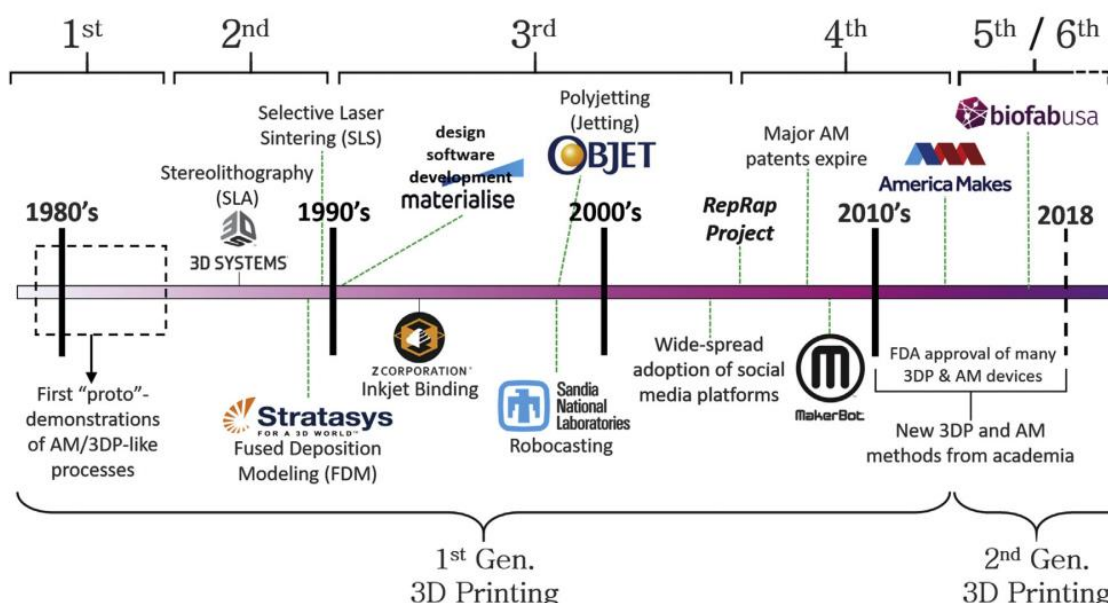 1st
2nd
3rd
4th
5th / 6th
Selective Laser
Sintering (SLS)
Stereolithography
(SLA)
3D SYSTEMS
design
software
development
materialise
Polyjetting
(Jetting)
OBJET
RepRap
Project
Major AM
patents expire
America Makes
biofabusa
1980's
1990's
2000's
2010's
2018
First "proto"-
demonstrations
of AM/3DP-like
processes
Stratasys
FOR A 3D WORLD™
Fused Deposition
Modeling (FDM)
Z CORPORATION
Inkjet Binding
Sandia
National
Laboratories
Robocasting
Wide-spread
adoption of social
media platforms
MakerBot
FDA approval of many
3DP & AM devices
New 3DP and AM
methods from academia
1st Gen.
3D Printing
2nd Gen.
3D Printing